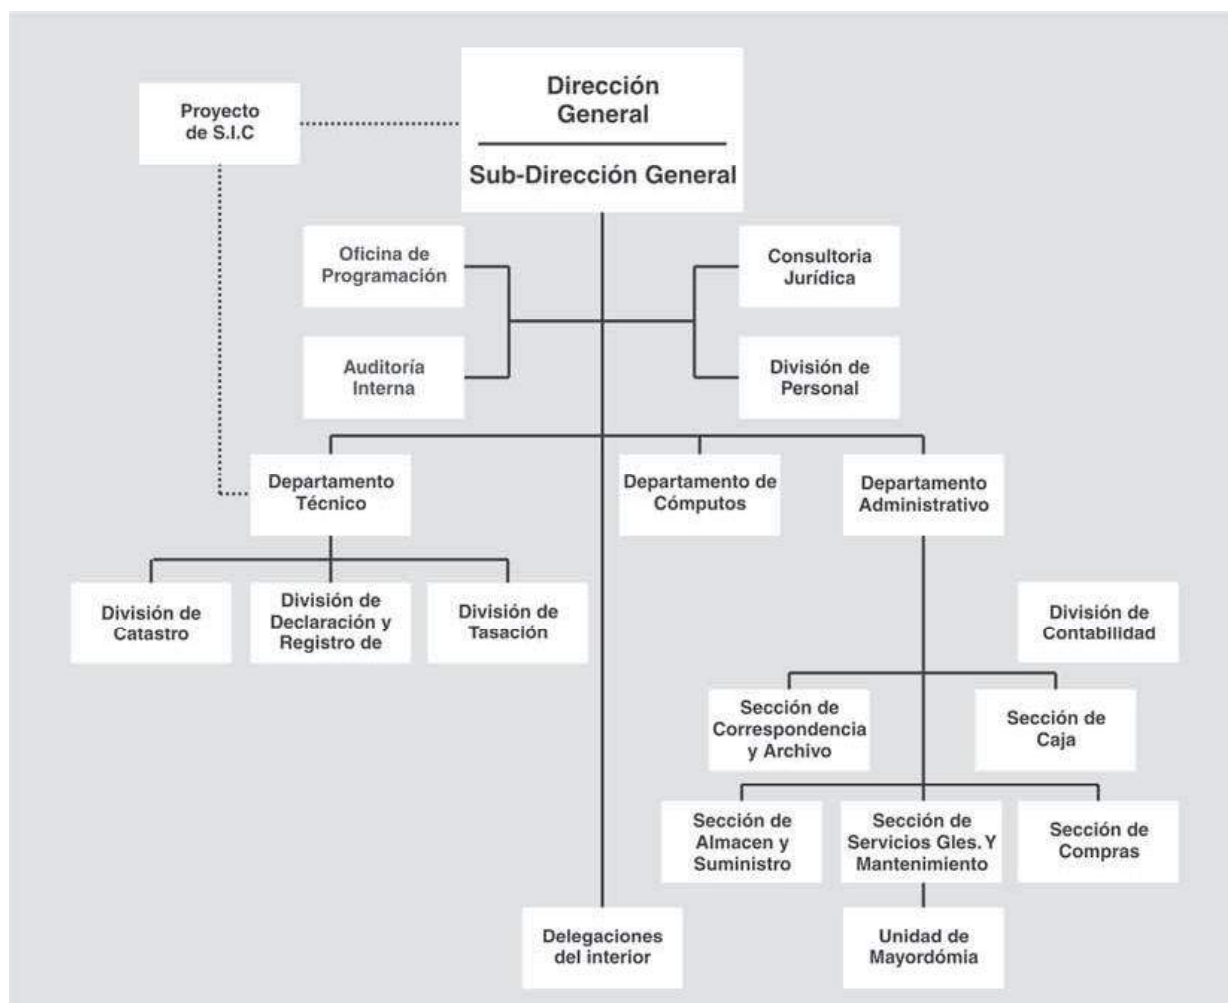 Dirección
General
Sub-Dirección General
Proyecto
de S.I.C
Oficina de
Programación
Consultoria
Jurídica
Auditoría
Interna
División de
Personal
Departamento
Técnico
Departamento de
Cómputos
Departamento
Administrativo
División de
Catastro
División de
Declaración y
Registro de
División de
Tasación
División de
Contabilidad
Sección de
Correspondencia
y Archivo
Sección de
Caja
Sección de
Almacen y
Suministro
Sección de
Servicios Gles. Y
Mantenimiento
Sección de
Compras
Delegaciones
del interior
Unidad de
Mayordómia